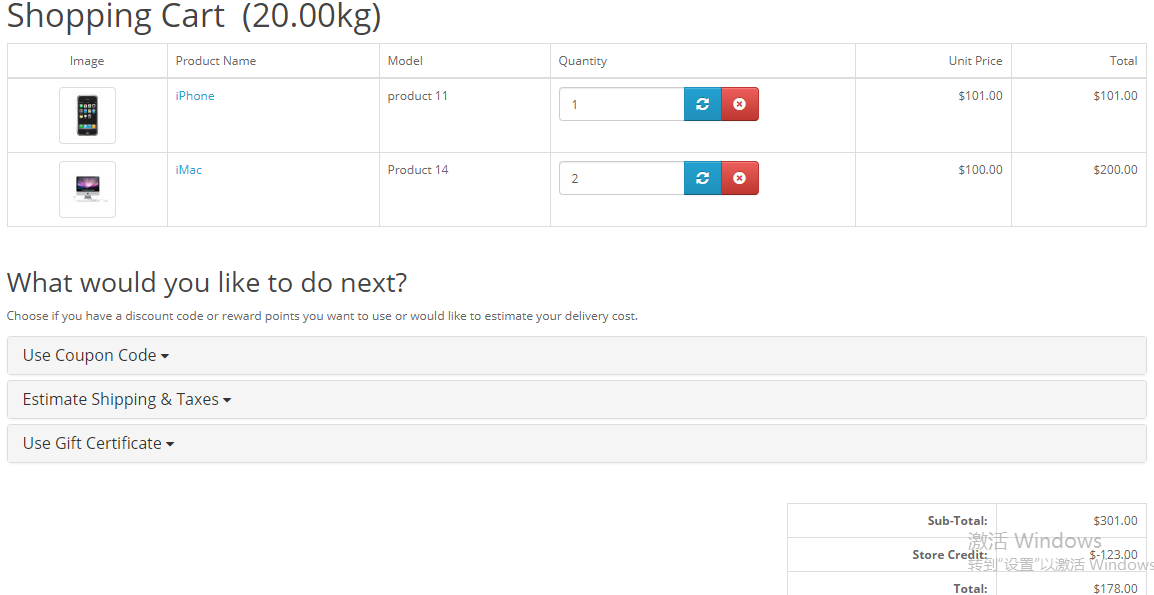 Shopping Cart (20.00kg)
Image Product Name Model Quantity Unit Price Total
iPhone product 11 1 $101.00 $101.00
iMac Product 14 2 $100.00 $200.00
What would you like to do next?
Choose if you have a discount code or reward points you want to use or would like to estimate your delivery cost.
Use Coupon Code
Estimate Shipping & Taxes
Use Gift Certificate
Sub-Total: $301.00
激活 Windows
Store Credit: $-123.00
转到"设置"以激活 Windows
Total: $178.00